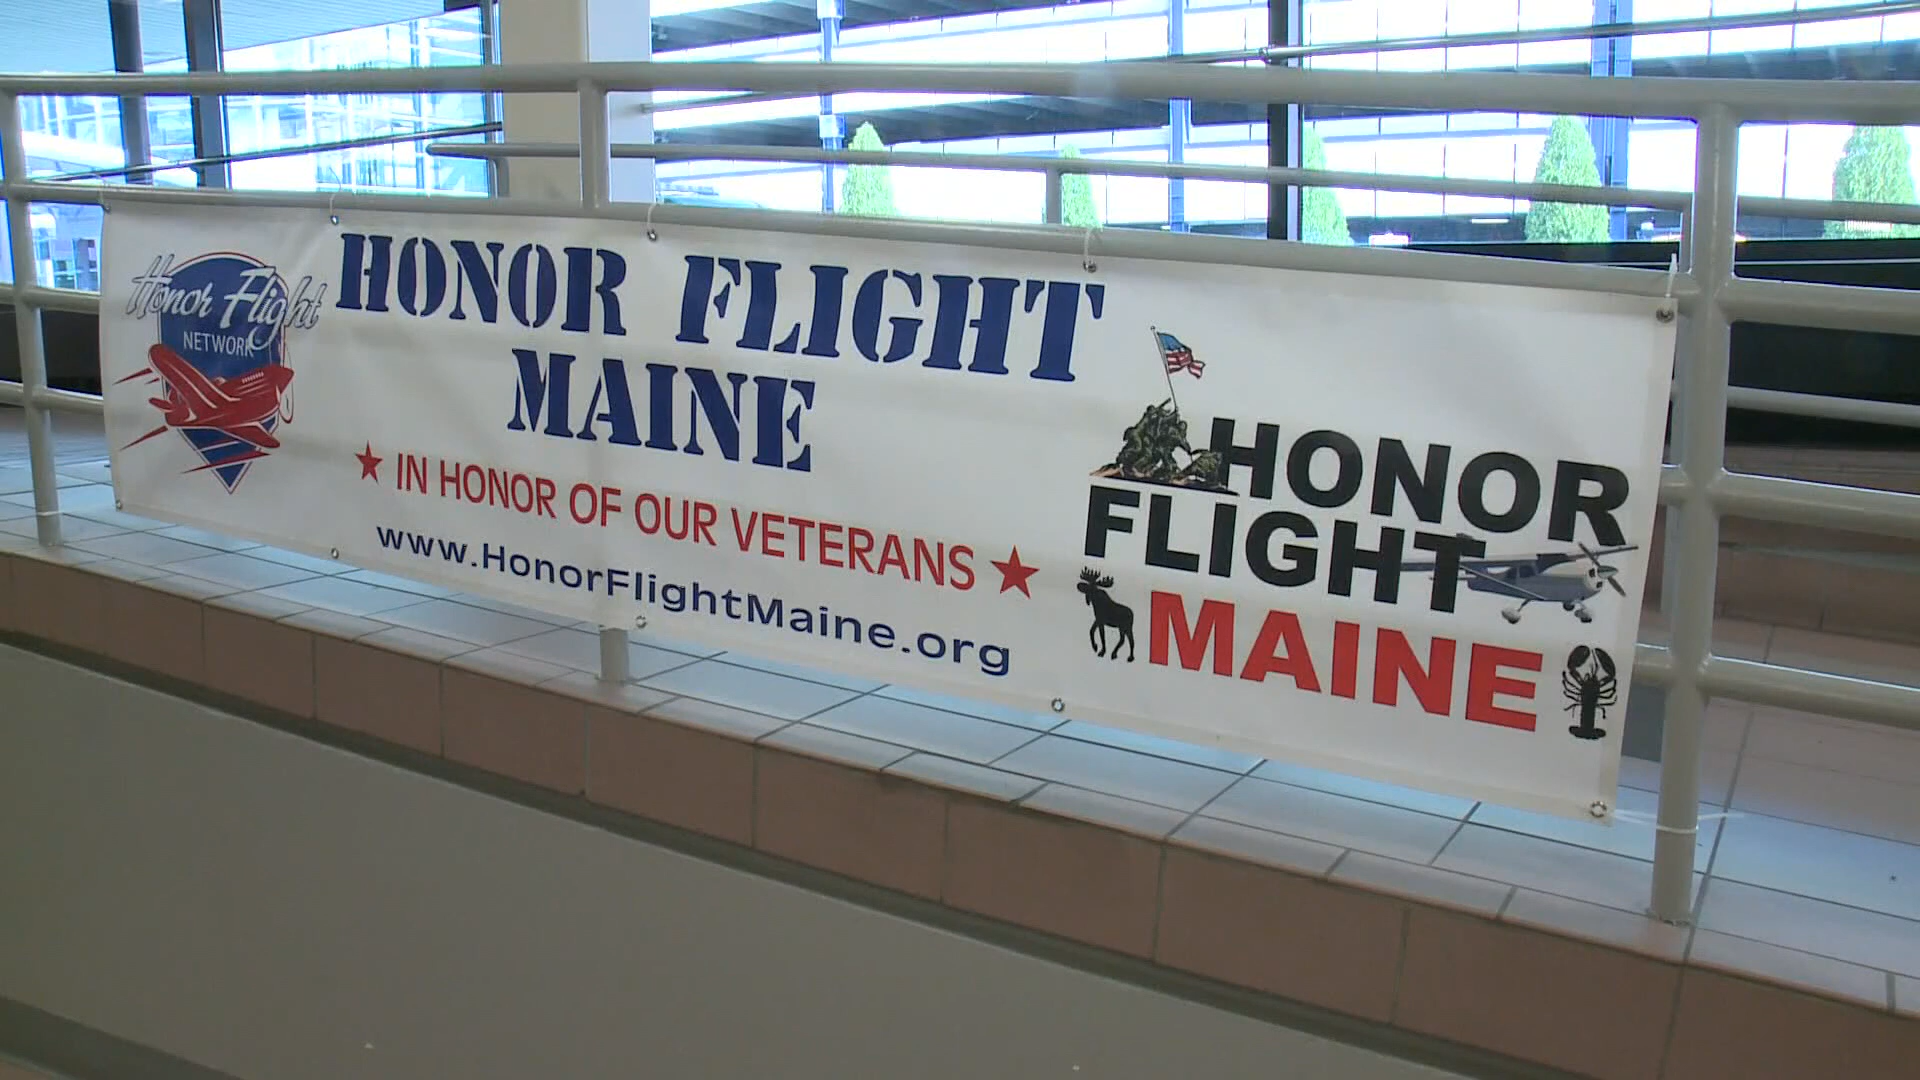 Honor Flight
NETWORK
HONOR FLIGHT
MAINE
★ IN HONOR OF OUR VETERANS ★
www.HonorFlightMaine.org
HONOR
FLIGHT
MAINE